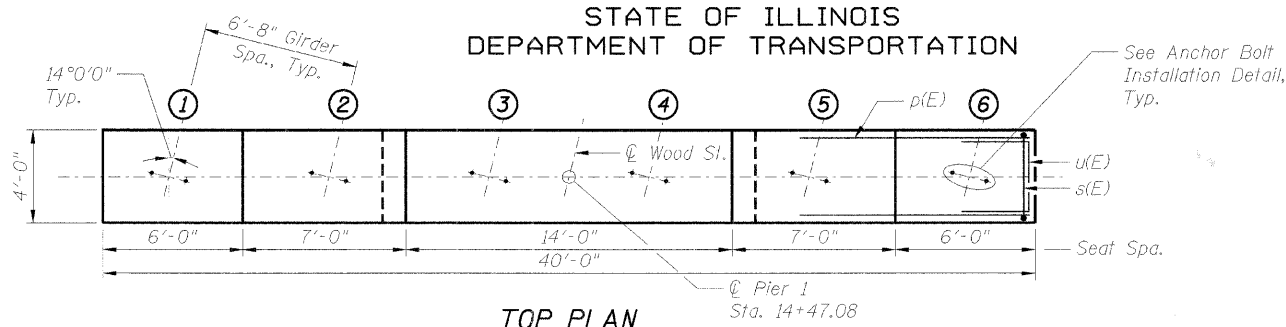 STATE OF ILLINOIS
DEPARTMENT OF TRANSPORTATION
6'-8" Girder
Spa., Typ.
14°0'0"
Typ.
See Anchor Bolt
Installation Detail,
Typ.
1
2
3
4
5
6
p(E)
℄ Wood St.
u(E)
s(E)
4'-0"
6'-0"
7'-0"
14'-0"
7'-0"
6'-0"
Seat Spa.
40'-0"
℄ Pier 1
Sta. 14+47.08
TOP PLAN